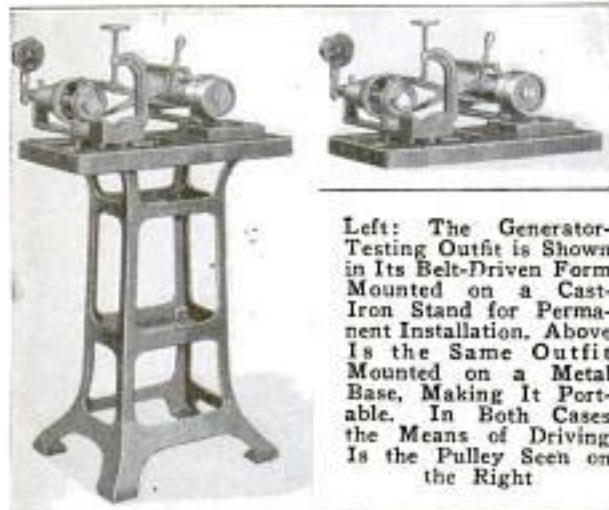 Left: The Generator-
Testing Outfit is Shown
in Its Belt-Driven Form
Mounted on a Cast-
Iron Stand for Perma-
nent Installation. Above
Is the Same Outfit
Mounted on a Metal
Base, Making It Port-
able. In Both Cases
the Means of Driving
Is the Pulley Seen on
the Right